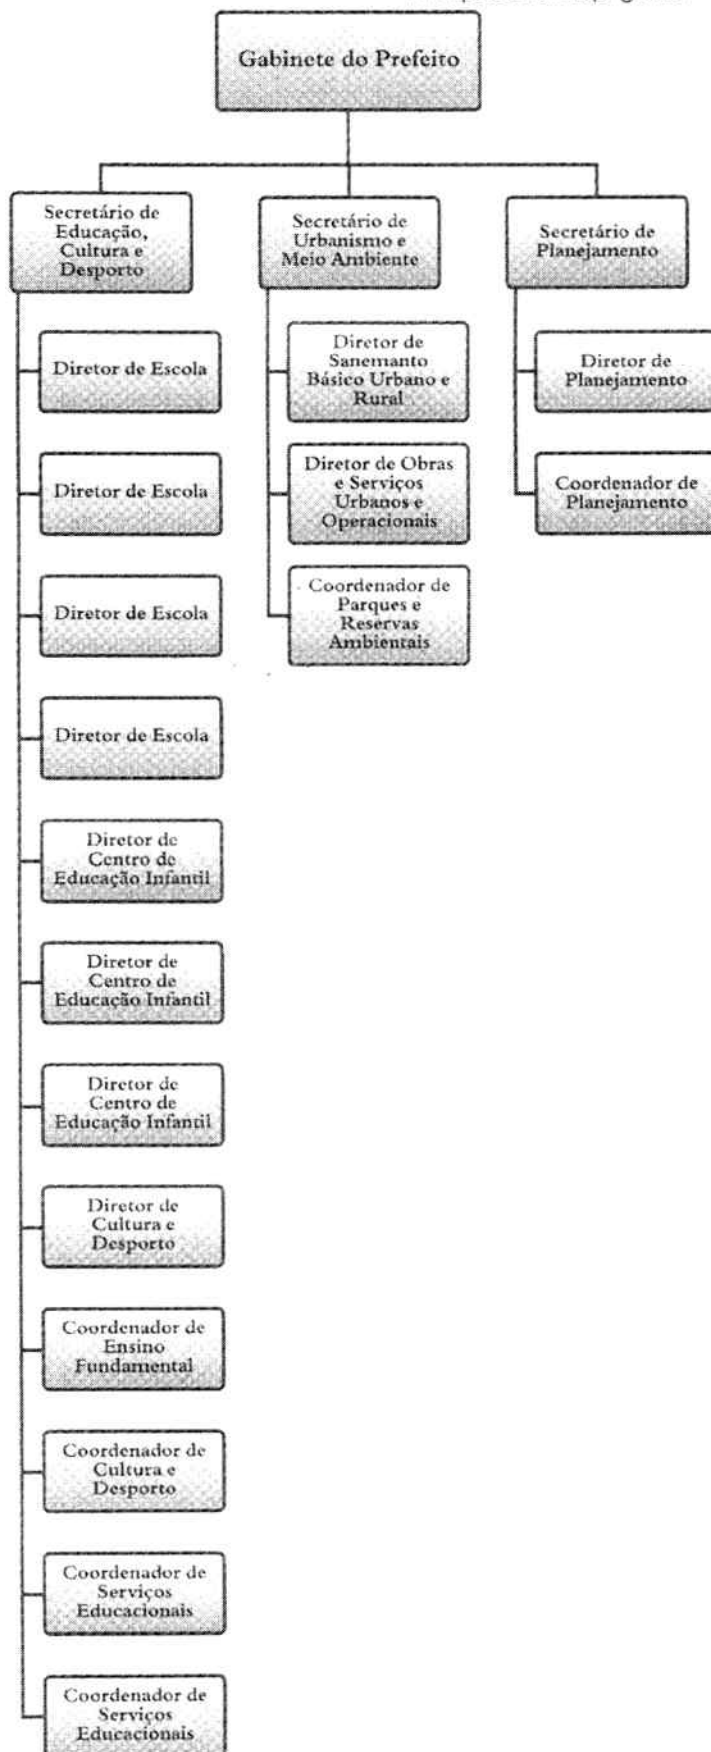 Gabinete do Prefeito
Secretário de
Educação,
Cultura e
Desporto
Secretário de
Urbanismo e
Meio Ambiente
Secretário de
Planejamento
Diretor de Escola
Diretor de
Sanemanto
Básico Urbano e
Rural
Diretor de
Planejamento
Diretor de Escola
Diretor de Obras
e Serviços
Urbanos e
Operacionais
Coordenador de
Planejamento
Diretor de Escola
Coordenador de
Parques e
Reservas
Ambientais
Diretor de Escola
Diretor de
Centro de
Educação Infantil
Diretor de
Centro de
Educação Infantil
Diretor de
Centro de
Educação Infantil
Diretor de
Cultura e
Desporto
Coordenador de
Ensino
Fundamental
Coordenador de
Cultura e
Desporto
Coordenador de
Serviços
Educacionais
Coordenador de
Serviços
Educacionais